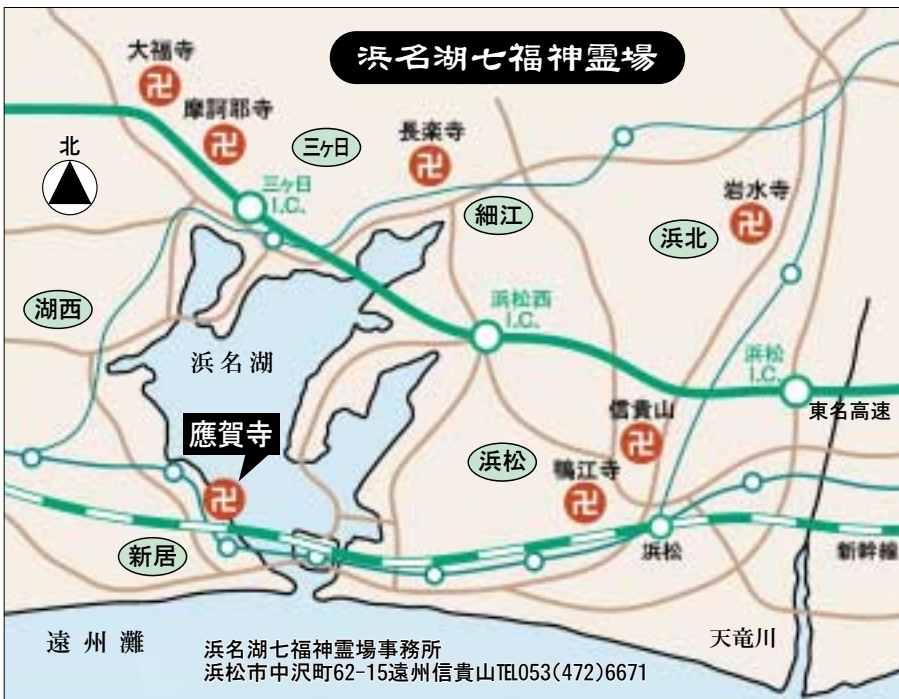 浜名湖七福神霊場
大福寺
摩訶耶寺
北
三ヶ日
長楽寺
三ヶ日
I.C.
細江
岩水寺
浜北
湖西
浜松西
I.C.
浜名湖
浜松
I.C.
東名高速
信貴山
應賀寺
浜松
鴨江寺
新居
浜松
新幹線
遠州灘
天竜川
浜名湖七福神霊場事務所
浜松市中沢町62-15遠州信貴山TEL053(472)6671